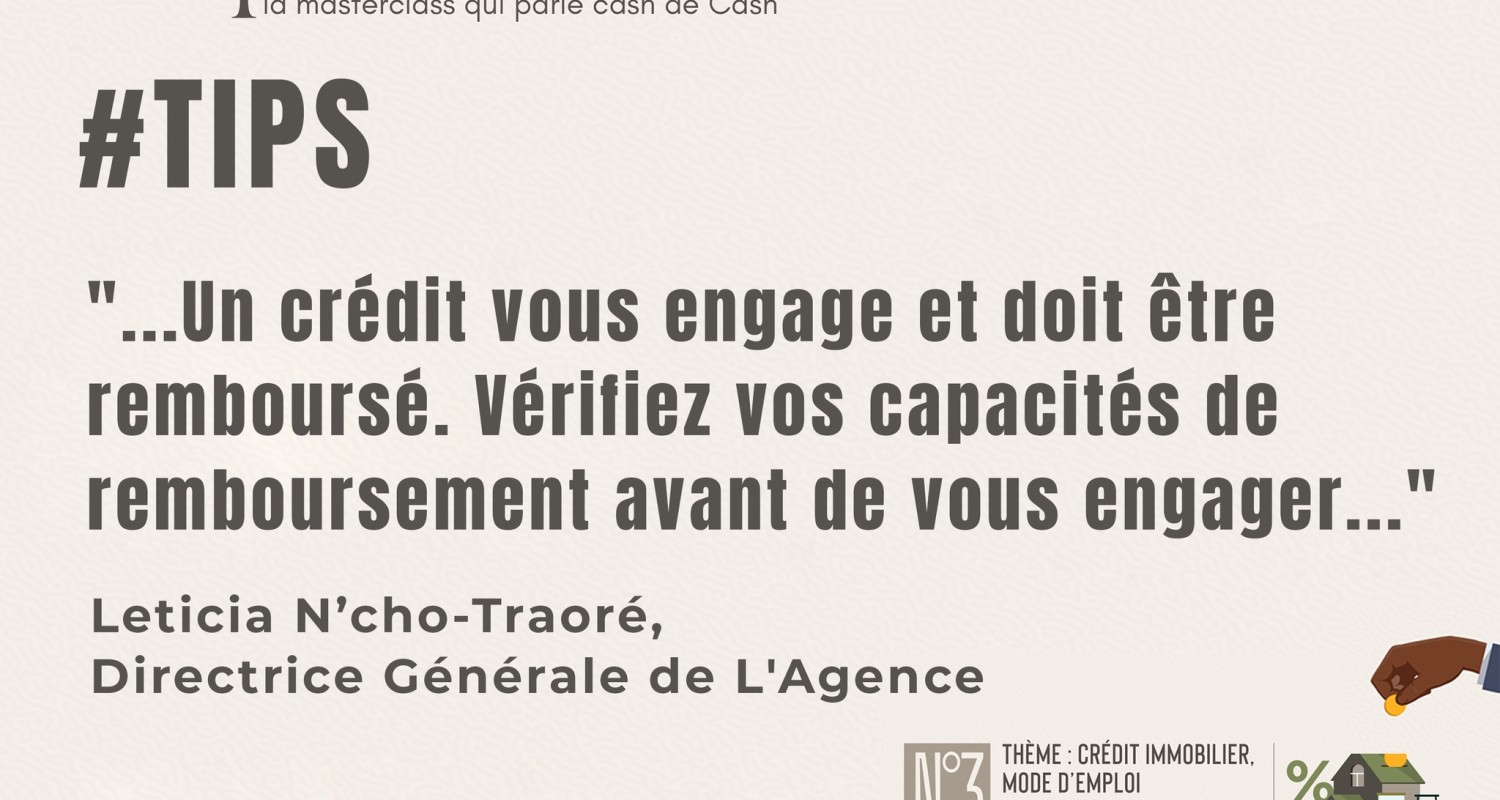 la masterclass qui parle cash de Cash
#TIPS
"...Un crédit vous engage et doit être
remboursé. Vérifiez vos capacités de
remboursement avant de vous engager..."
Leticia N’cho-Traoré,
Directrice Générale de L'Agence
N°3
THÈME : CRÉDIT IMMOBILIER,
MODE D’EMPLOI
%